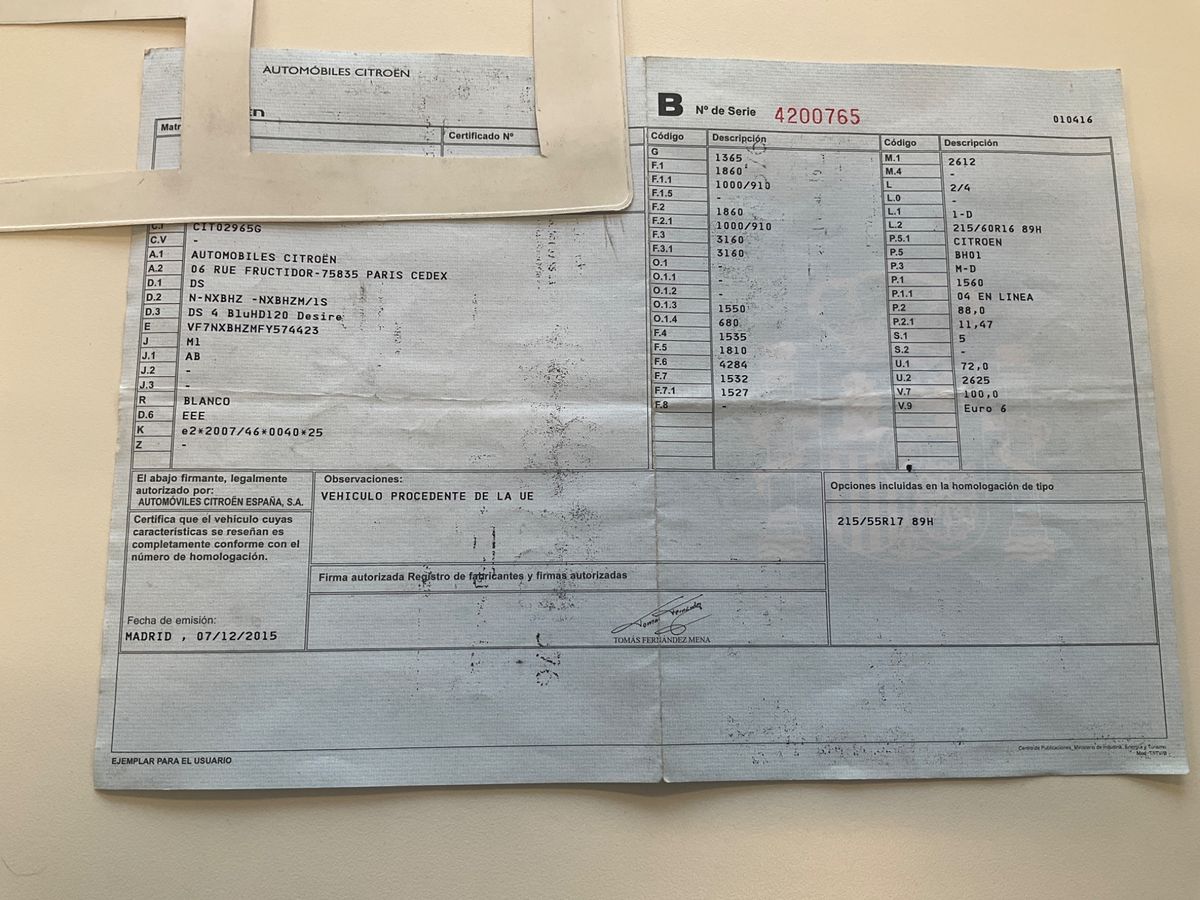 AUTOMÓBILES CITROËN
B Nº de Serie 4200765 010416
Matr
Certificado Nº
CIT02965G
C.V -
A.1 AUTOMOBILES CITROËN
A.2 06 RUE FRUCTIDOR-75835 PARIS CEDEX
D.1 DS
D.2 N-NXBHZ -NXBHZM/1S
D.3 DS 4 BluHDi20 Desire
E VF7NXBHZMFY574423
J M1
J.1 AB
J.2 -
J.3 -
R BLANCO
D.6 EEE
K e2*2007/46*0040*25
Z -
Código Descripción
G 1365
F.1 1860
F.1.1 1000/910
F.1.5 -
F.2 1860
F.2.1 1000/910
F.3 3160
F.3.1 3160
O.1 -
O.1.1 -
O.1.2 -
O.1.3 1550
O.1.4 680
F.4 1535
F.5 1810
F.6 4284
F.7 1532
F.7.1 1527
F.8 -
Código Descripción
M.1 2612
M.4 -
L 2/4
L.0 -
L.1 1-D
L.2 215/60R16 89H
P.5.1 CITROEN
P.5 BH01
P.3 M-D
P.1 1560
P.1.1 04 EN LINEA
P.2 88,0
P.2.1 11,47
S.1 5
S.2 -
U.1 72,0
U.2 2625
V.7 100,0
V.9 Euro 6
El abajo firmante, legalmente
autorizado por:
AUTOMÓVILES CITROËN ESPAÑA, S.A.
Certifica que el vehículo cuyas
características se reseñan es
completamente conforme con el
número de homologación.
Fecha de emisión:
MADRID , 07/12/2015
Observaciones:
VEHICULO PROCEDENTE DE LA UE
Firma autorizada Registro de fabricantes y firmas autorizadas
TOMÁS FERNÁNDEZ MENA
Opciones incluidas en la homologación de tipo
215/55R17 89H
Centro de Publicaciones, Ministerio de Industria, Energía y Turismo
EJEMPLAR PARA EL USUARIO